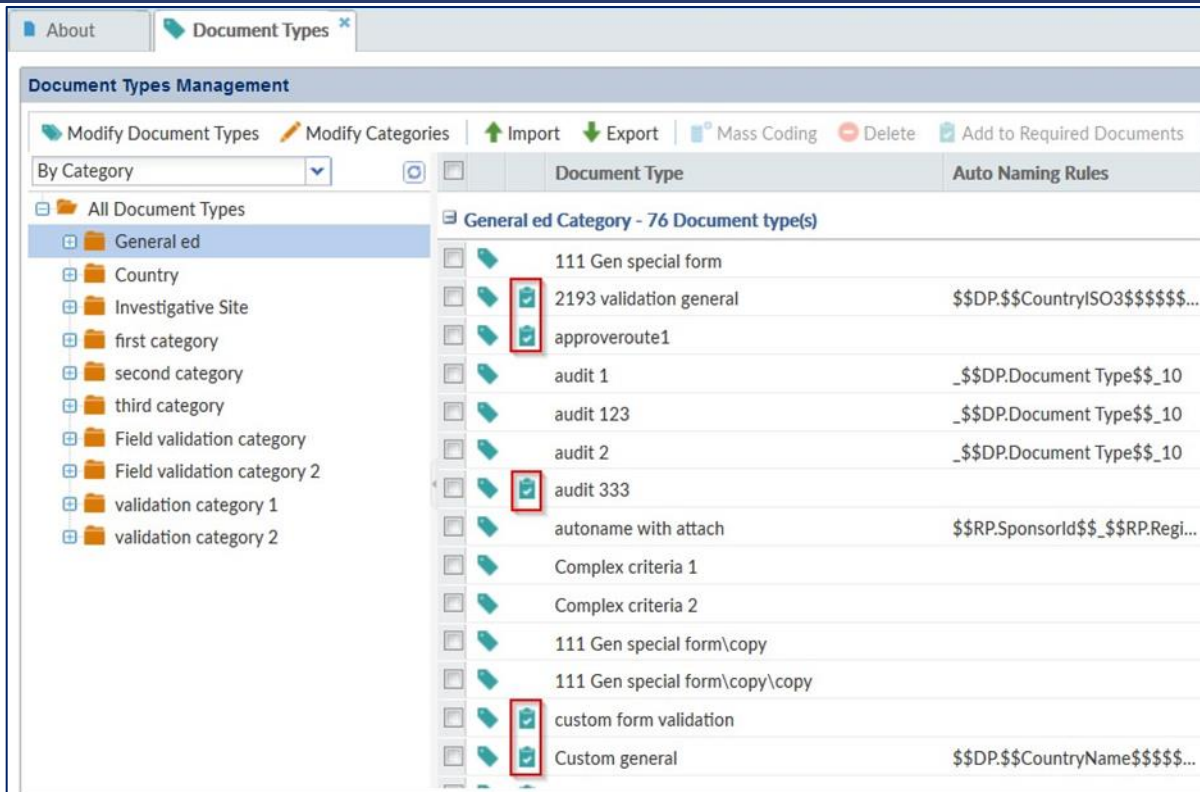 About
Document Types
Document Types Management
Modify Document Types Modify Categories Import Export Mass Coding Delete Add to Required Documents
By Category
All Document Types
General ed
Country
Investigative Site
first category
second category
third category
Field validation category
Field validation category 2
validation category 1
validation category 2
Document Type Auto Naming Rules
General ed Category - 76 Document type(s)
111 Gen special form
2193 validation general $$DP.$$CountryISO3$$$$$$...
approveroute1
audit 1 _$$DP.Document Type$$_10
audit 123 _$$DP.Document Type$$_10
audit 2 _$$DP.Document Type$$_10
audit 333
autoname with attach $$RP.SponsorId$$_$$RP.Regi...
Complex criteria 1
Complex criteria 2
111 Gen special form\copy
111 Gen special form\copy\copy
custom form validation
Custom general $$DP.$$CountryName$$$$$...